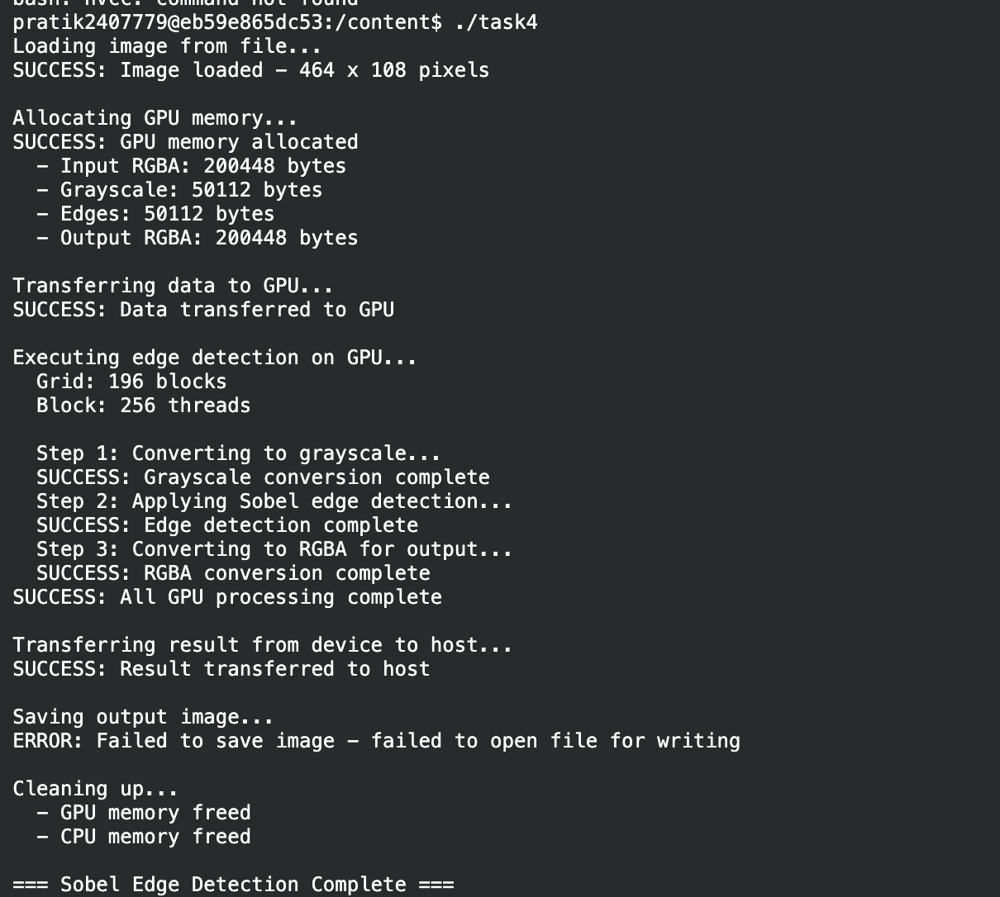 bash: nvcc: command not found
pratik2407779@eb59e865dc53:/content$ ./task4
Loading image from file...
SUCCESS: Image loaded – 464 x 108 pixels
Allocating GPU memory...
SUCCESS: GPU memory allocated
– Input RGBA: 200448 bytes
– Grayscale: 50112 bytes
– Edges: 50112 bytes
– Output RGBA: 200448 bytes
Transferring data to GPU...
SUCCESS: Data transferred to GPU
Executing edge detection on GPU...
Grid: 196 blocks
Block: 256 threads
Step 1: Converting to grayscale...
SUCCESS: Grayscale conversion complete
Step 2: Applying Sobel edge detection...
SUCCESS: Edge detection complete
Step 3: Converting to RGBA for output...
SUCCESS: RGBA conversion complete
SUCCESS: All GPU processing complete
Transferring result from device to host...
SUCCESS: Result transferred to host
Saving output image...
ERROR: Failed to save image – failed to open file for writing
Cleaning up...
– GPU memory freed
– CPU memory freed
=== Sobel Edge Detection Complete ===